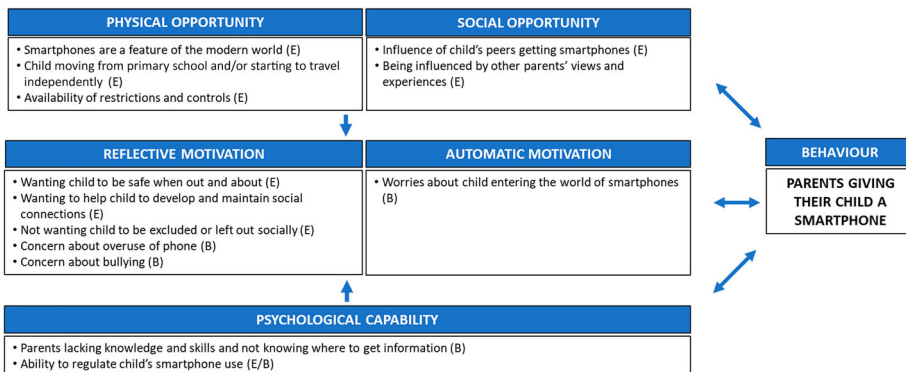 PHYSICAL OPPORTUNITY
• Smartphones are a feature of the modern world (E)
• Child moving from primary school and/or starting to travel
independently (E)
• Availability of restrictions and controls (E)
SOCIAL OPPORTUNITY
• Influence of child's peers getting smartphones (E)
• Being influenced by other parents' views and
experiences (E)
REFLECTIVE MOTIVATION
• Wanting child to be safe when out and about (E)
• Wanting to help child to develop and maintain social
connections (E)
• Not wanting child to be excluded or left out socially (E)
• Concern about overuse of phone (B)
• Concern about bullying (B)
AUTOMATIC MOTIVATION
• Worries about child entering the world of smartphones
(B)
BEHAVIOUR
PARENTS GIVING
THEIR CHILD A
SMARTPHONE
PSYCHOLOGICAL CAPABILITY
• Parents lacking knowledge and skills and not knowing where to get information (B)
• Ability to regulate child's smartphone use (E/B)